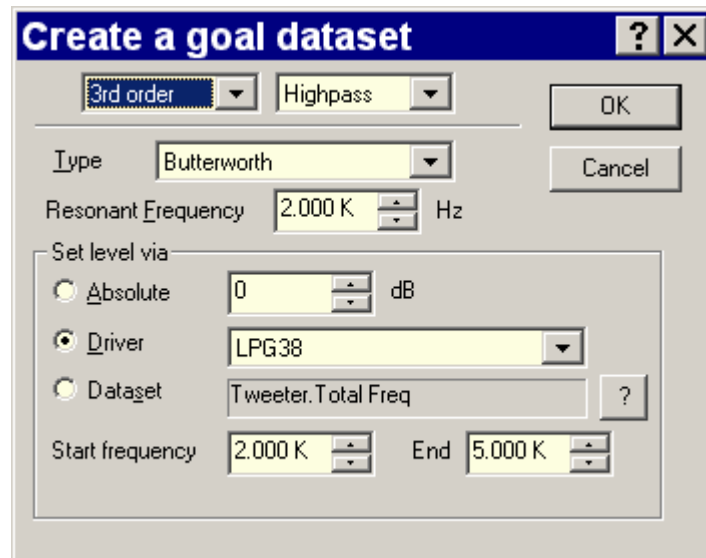 Create a goal dataset ? X
3rd order Highpass OK
Type Butterworth Cancel
Resonant Frequency 2.000 K Hz
Set level via
Absolute 0 dB
Driver LPG38
Dataset Tweeter.Total Freq ?
Start frequency 2.000 K End 5.000 K